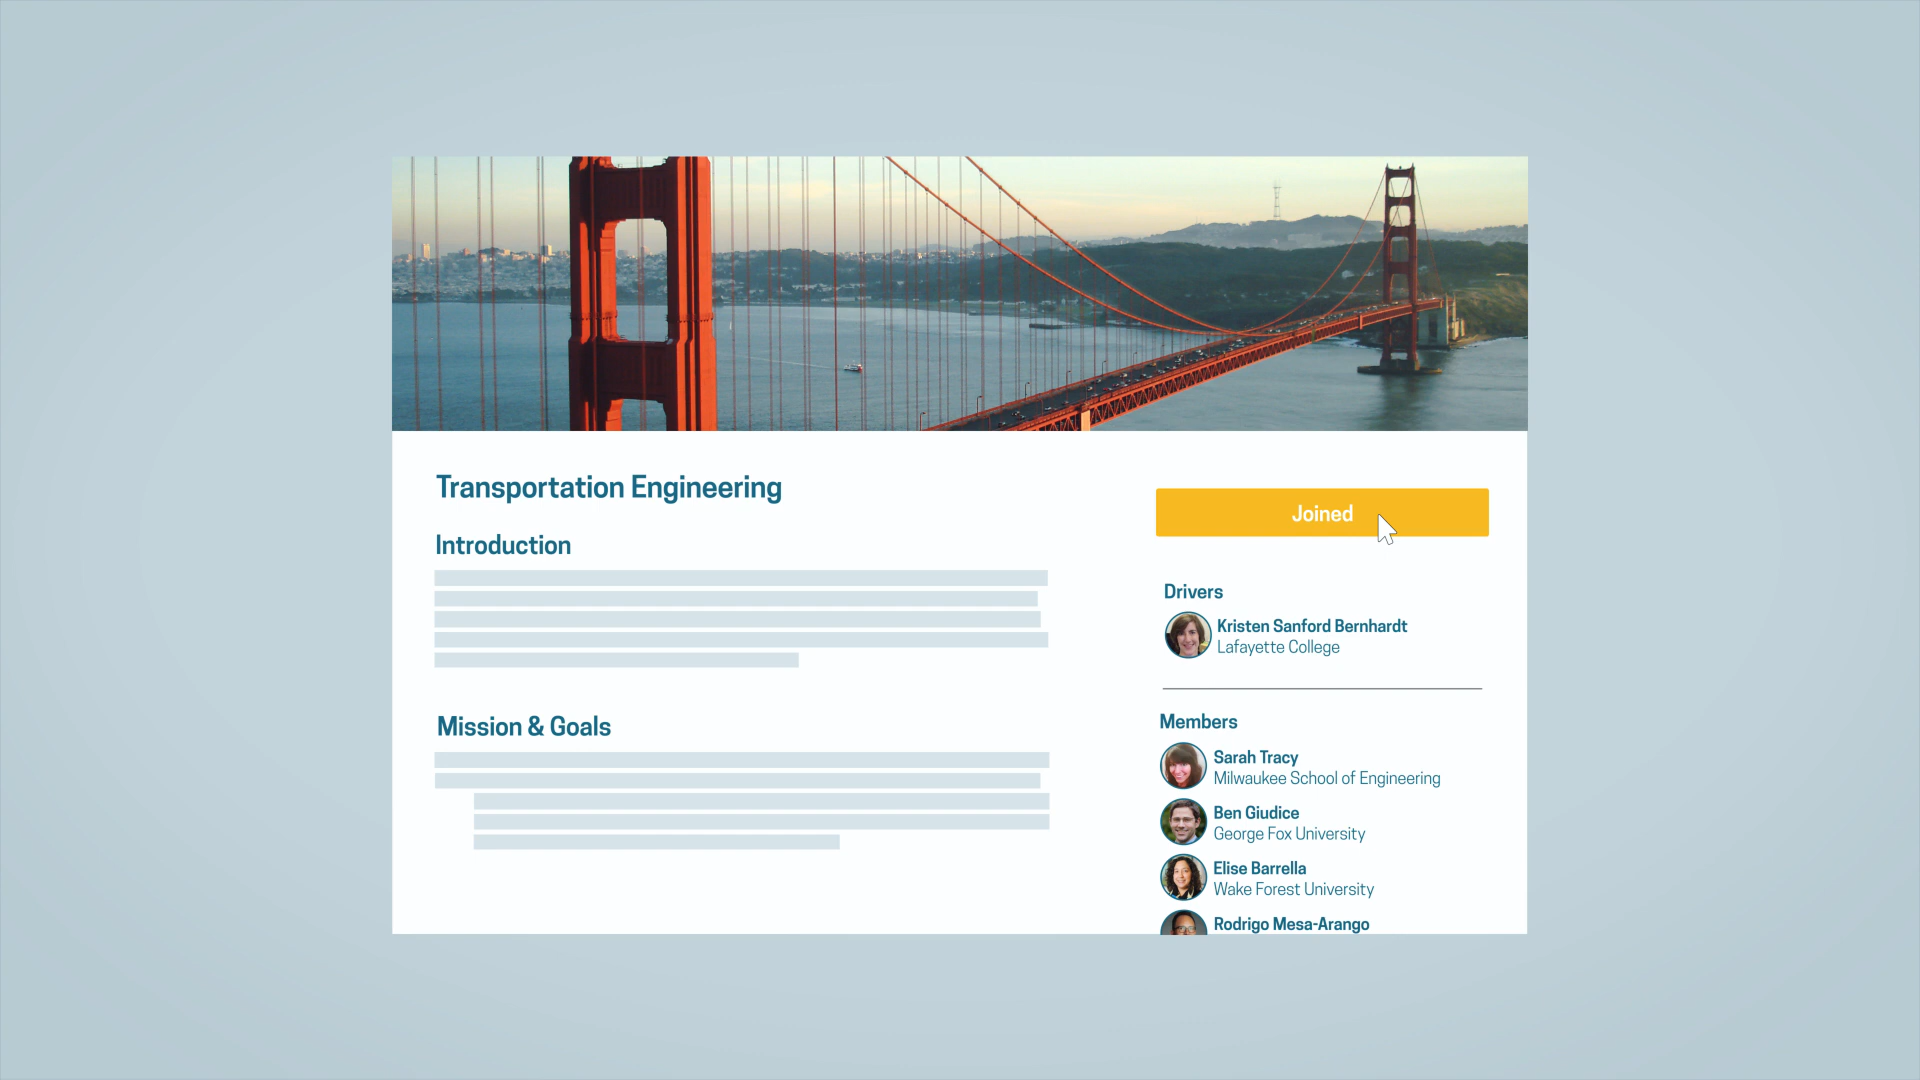 Transportation Engineering
Introduction
Mission & Goals
Joined
Drivers
Kristen Sanford Bernhardt
Lafayette College
Members
Sarah Tracy
Milwaukee School of Engineering
Ben Giudice
George Fox University
Elise Barrella
Wake Forest University
Rodrigo Mesa-Arango